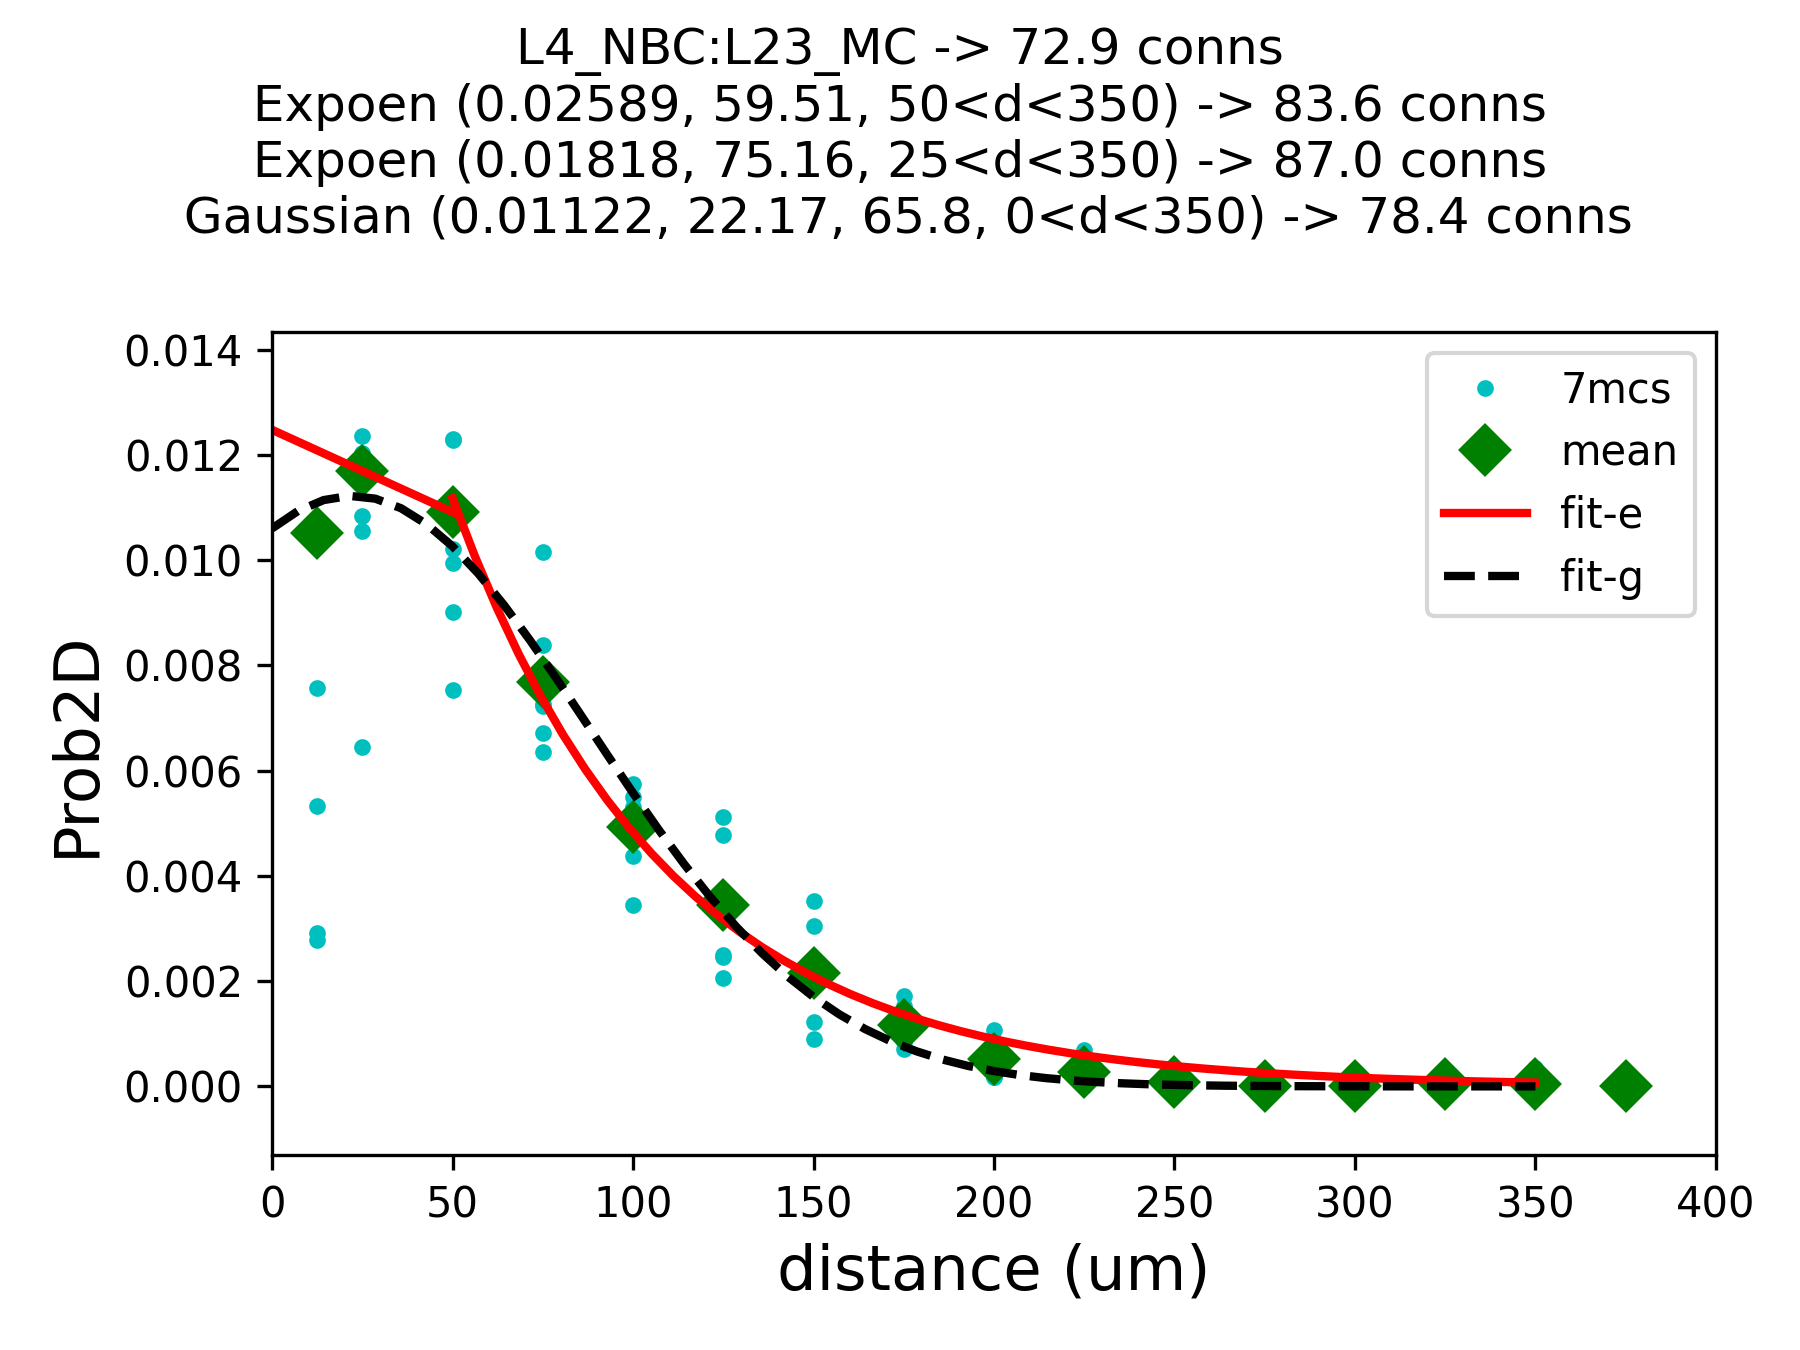 L4_NBC:L23_MC -> 72.9 conns
Expoen (0.02589, 59.51, 50<d<350) -> 83.6 conns
Expoen (0.01818, 75.16, 25<d<350) -> 87.0 conns
Gaussian (0.01122, 22.17, 65.8, 0<d<350) -> 78.4 conns
0.014
0.012
0.010
0.008
0.006
0.004
0.002
0.000
Prob2D
7mcs
mean
fit-e
fit-g
0 50 100 150 200 250 300 350 400
distance (um)